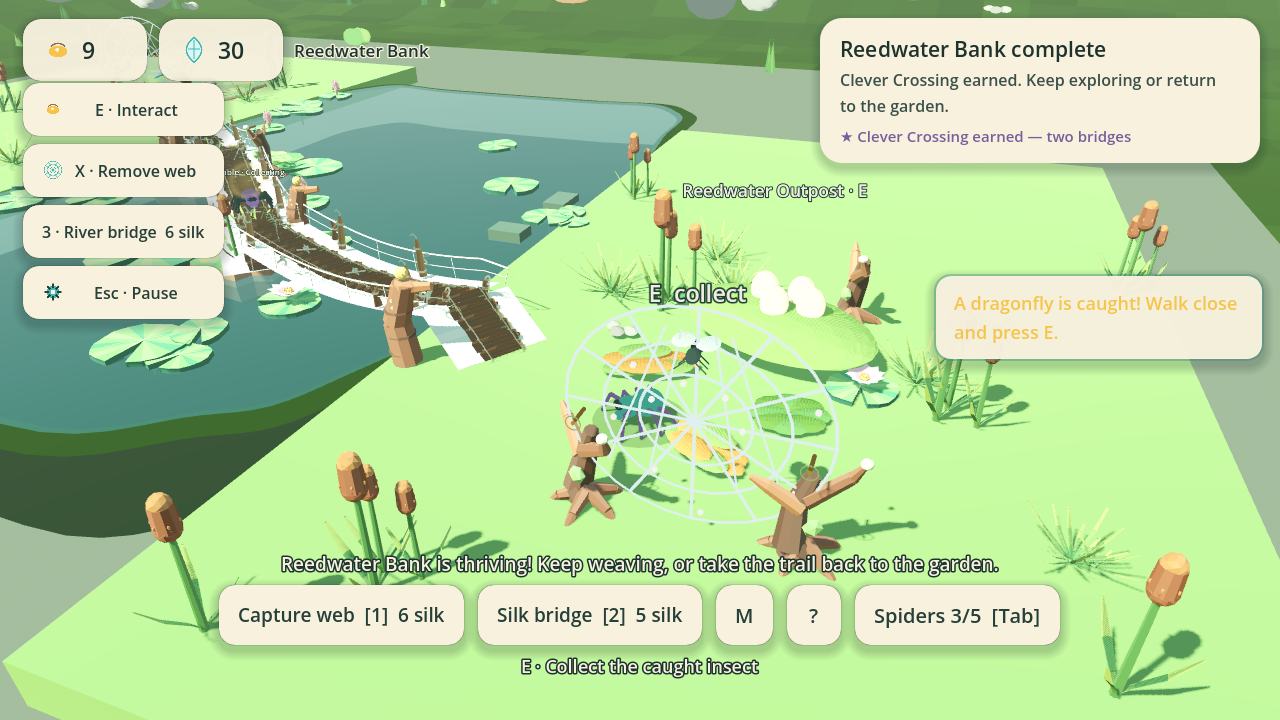 9
30
Reedwater Bank
E · Interact
X · Remove web
3 · River bridge 6 silk
Esc · Pause
Reedwater Bank complete
Clever Crossing earned. Keep exploring or return
to the garden.
★ Clever Crossing earned — two bridges
Reedwater Outpost · E
E collect
A dragonfly is caught! Walk close
and press E.
Reedwater Bank is thriving! Keep weaving, or take the trail back to the garden.
Capture web [1] 6 silk
Silk bridge [2] 5 silk
M
?
Spiders 3/5 [Tab]
E · Collect the caught insect